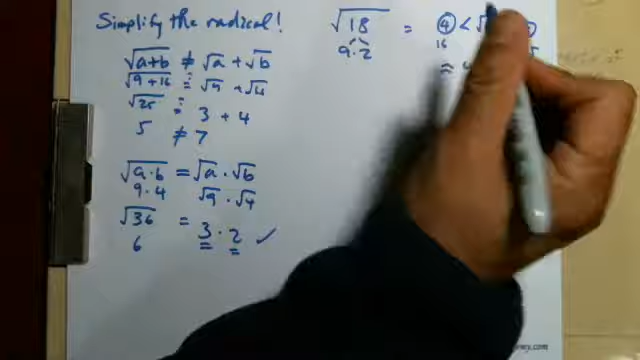 Simplify the radical!
√(a+b) ≠ √a + √b
√(9+16) = √9 + √
√25 = 3 + 4
5 ≠ 7
√(a·b) = √a · √b
9·4 √9 · √4
√36 = 3 · 2 ✓
6
√18 = 4 < √
9·2 16
≈ 4